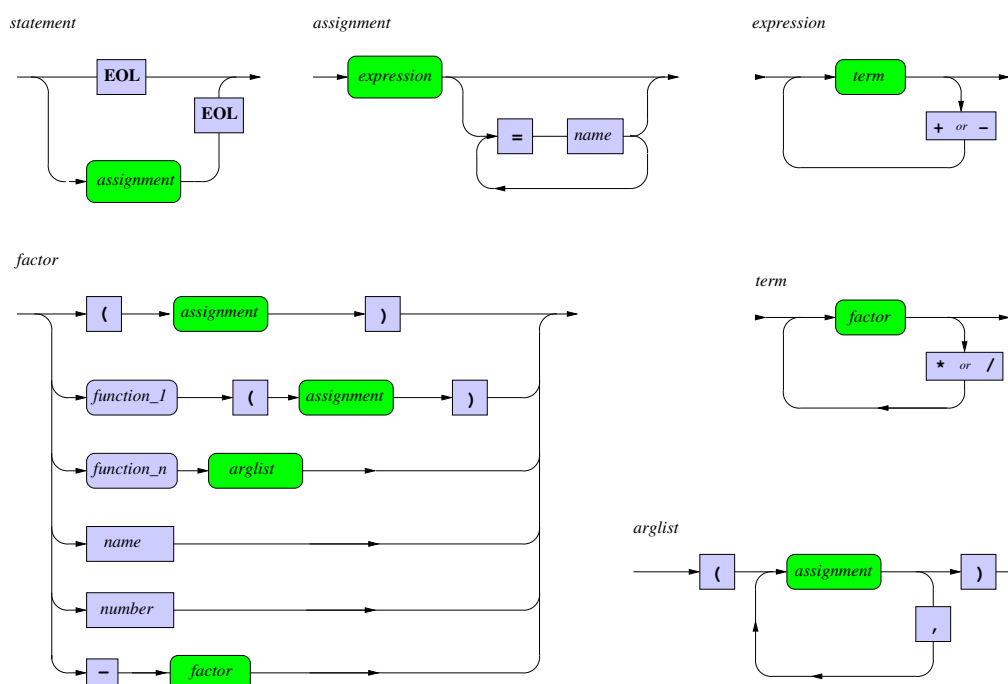 statement
EOL
EOL
assignment
assignment
expression
= name
expression
term
+ or -
factor
( assignment )
function_1 ( assignment )
function_n arglist
name
number
- factor
term
factor
* or /
arglist
( assignment )
,